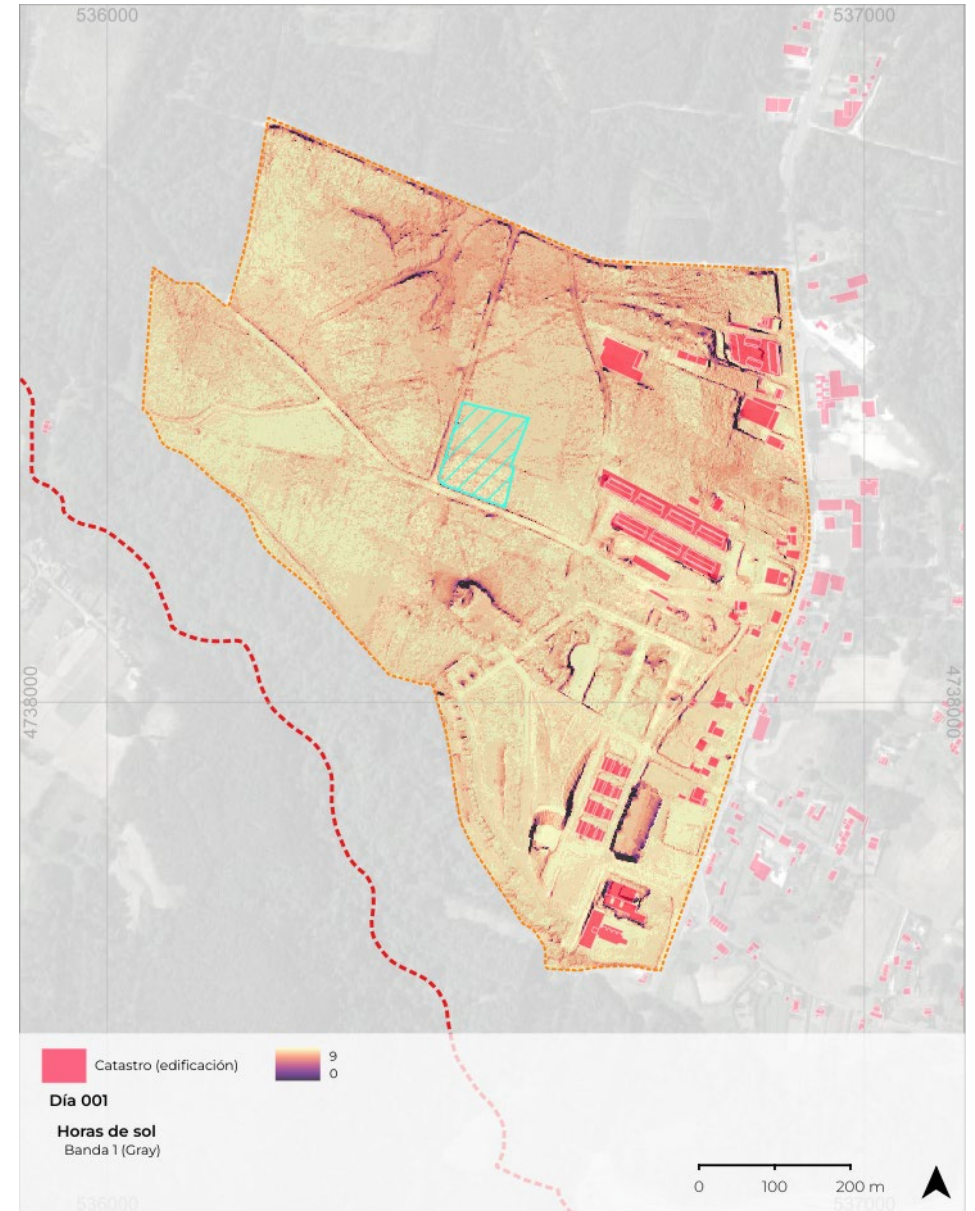 536000
537000
4738000
4738000
Catastro (edificación)
9
0
Día 001
Horas de sol
Banda 1 (Gray)
0
100
200 m
536000
537000